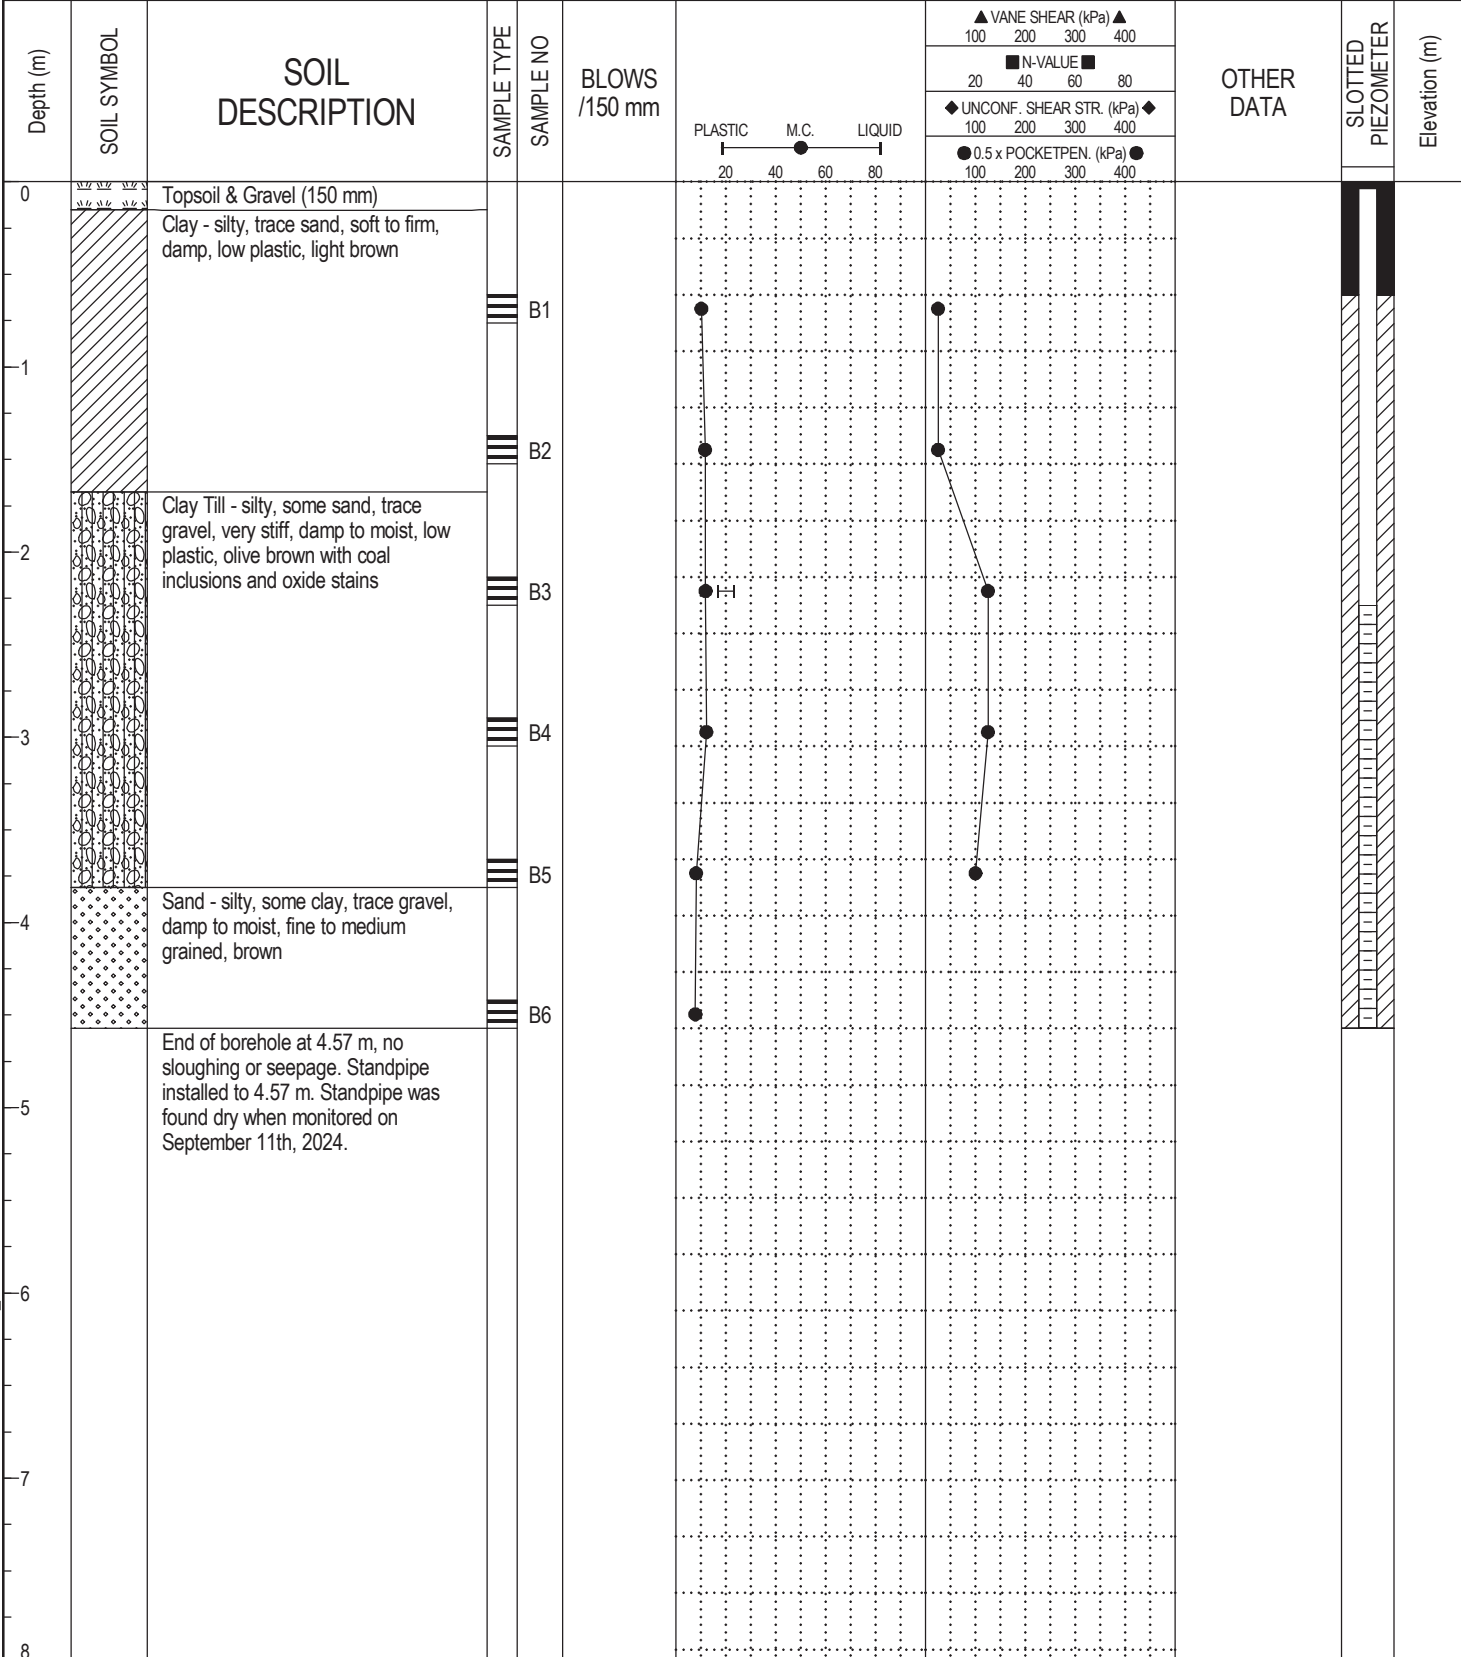 Depth (m)
SOIL SYMBOL
SOIL
DESCRIPTION
SAMPLE TYPE
SAMPLE NO
BLOWS
/150 mm
PLASTIC M.C. LIQUID
20 40 60 80
▲ VANE SHEAR (kPa) ▲
100 200 300 400
■ N-VALUE ■
20 40 60 80
◆ UNCONF. SHEAR STR. (kPa) ◆
100 200 300 400
● 0.5 x POCKETPEN. (kPa) ●
100 200 300 400
OTHER
DATA
SLOTTED
PIEZOMETER
Elevation (m)
0
Topsoil & Gravel (150 mm)
Clay - silty, trace sand, soft to firm,
damp, low plastic, light brown
B1
1
B2
Clay Till - silty, some sand, trace
gravel, very stiff, damp to moist, low
plastic, olive brown with coal
inclusions and oxide stains
2
B3
B4
3
B5
Sand - silty, some clay, trace gravel,
damp to moist, fine to medium
grained, brown
4
B6
End of borehole at 4.57 m, no
sloughing or seepage. Standpipe
installed to 4.57 m. Standpipe was
found dry when monitored on
September 11th, 2024.
5
6
7
8